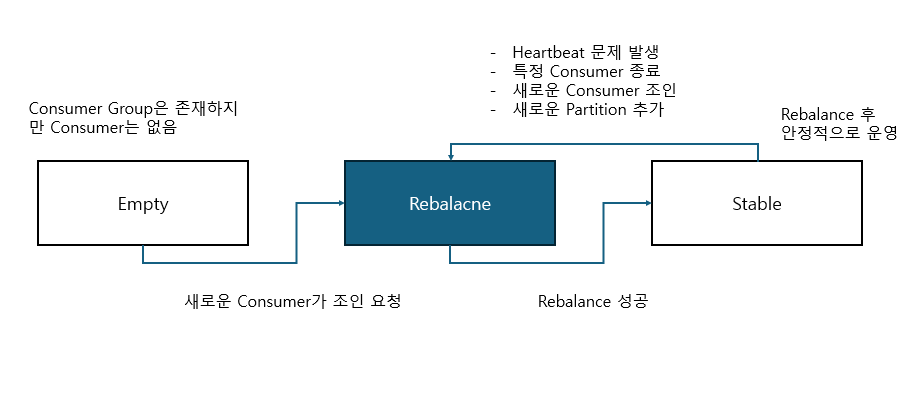 - Heartbeat 문제 발생
- 특정 Consumer 종료
- 새로운 Consumer 조인
- 새로운 Partition 추가
Consumer Group은 존재하지
만 Consumer는 없음
Rebalance 후
안정적으로 운영
Empty
Rebalacne
Stable
새로운 Consumer가 조인 요청
Rebalance 성공